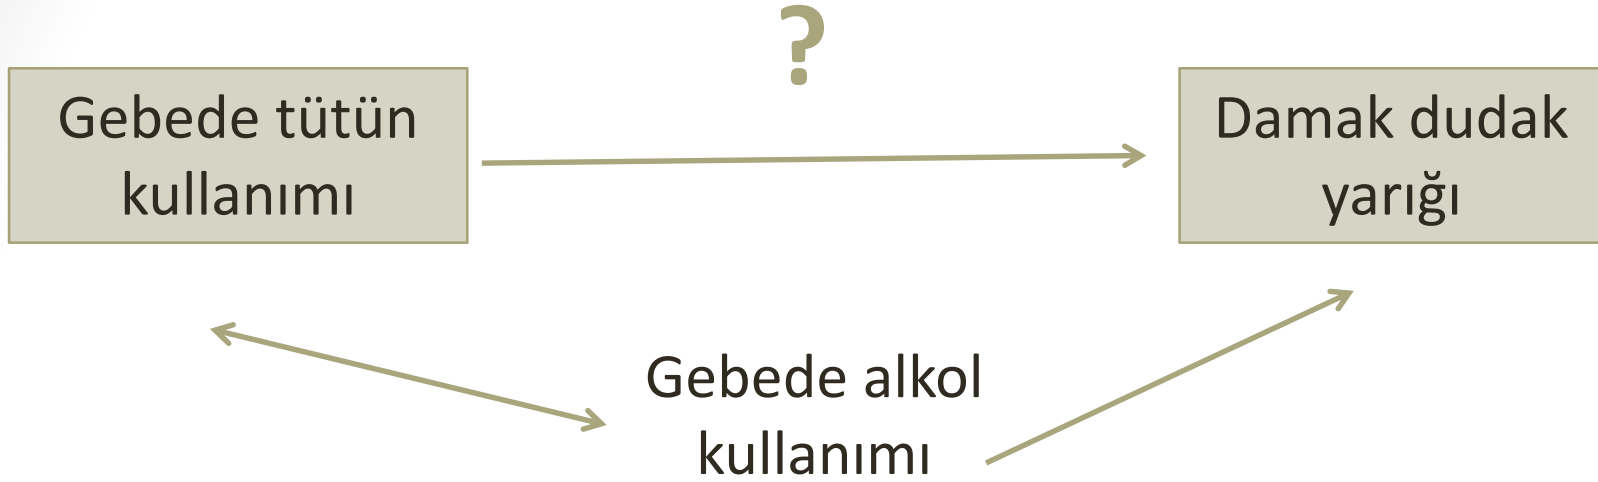 ?
Gebede tütün
kullanımı
Damak dudak
yarığı
Gebede alkol
kullanımı